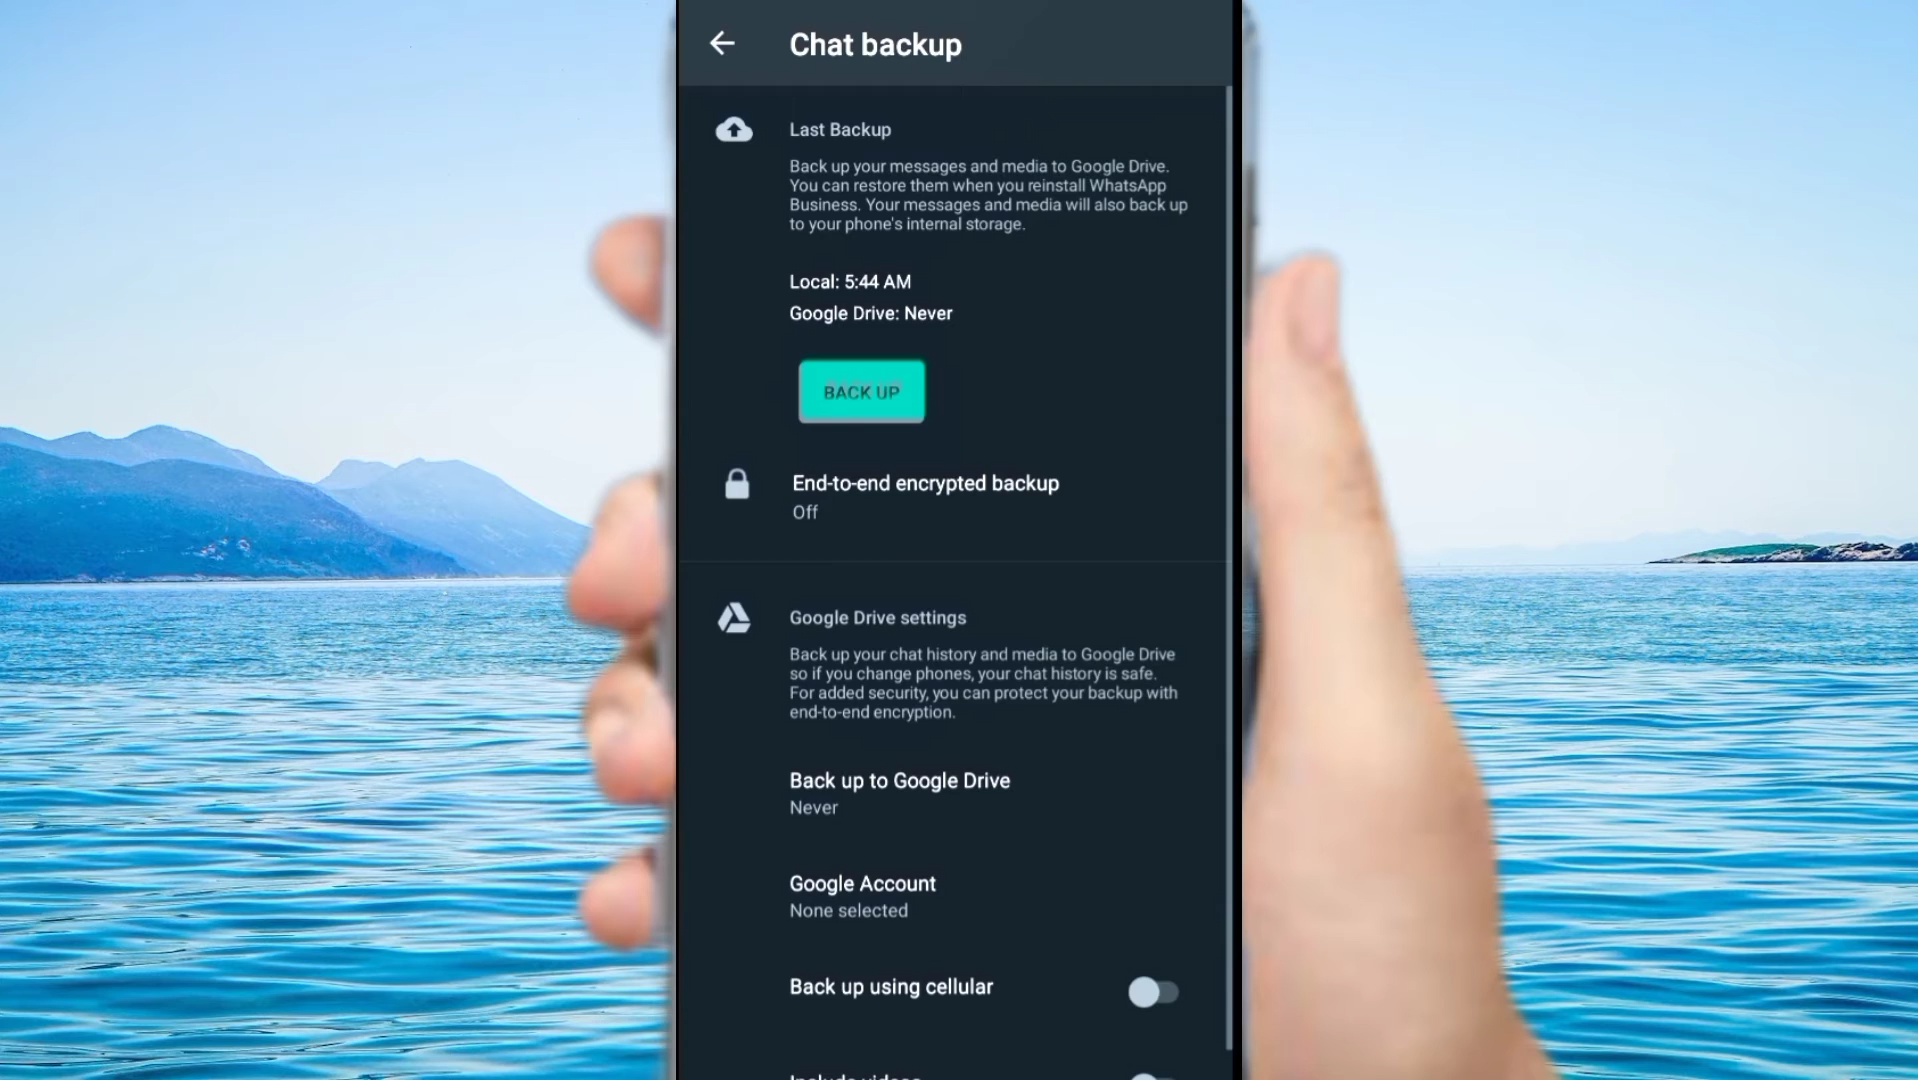 Chat backup
Last Backup
Back up your messages and media to Google Drive.
You can restore them when you reinstall WhatsApp
Business. Your messages and media will also back up
to your phone's internal storage.
Local: 5:44 AM
Google Drive: Never
BACK UP
End-to-end encrypted backup
Off
Google Drive settings
Back up your chat history and media to Google Drive
so if you change phones, your chat history is safe.
For added security, you can protect your backup with
end-to-end encryption.
Back up to Google Drive
Never
Google Account
None selected
Back up using cellular